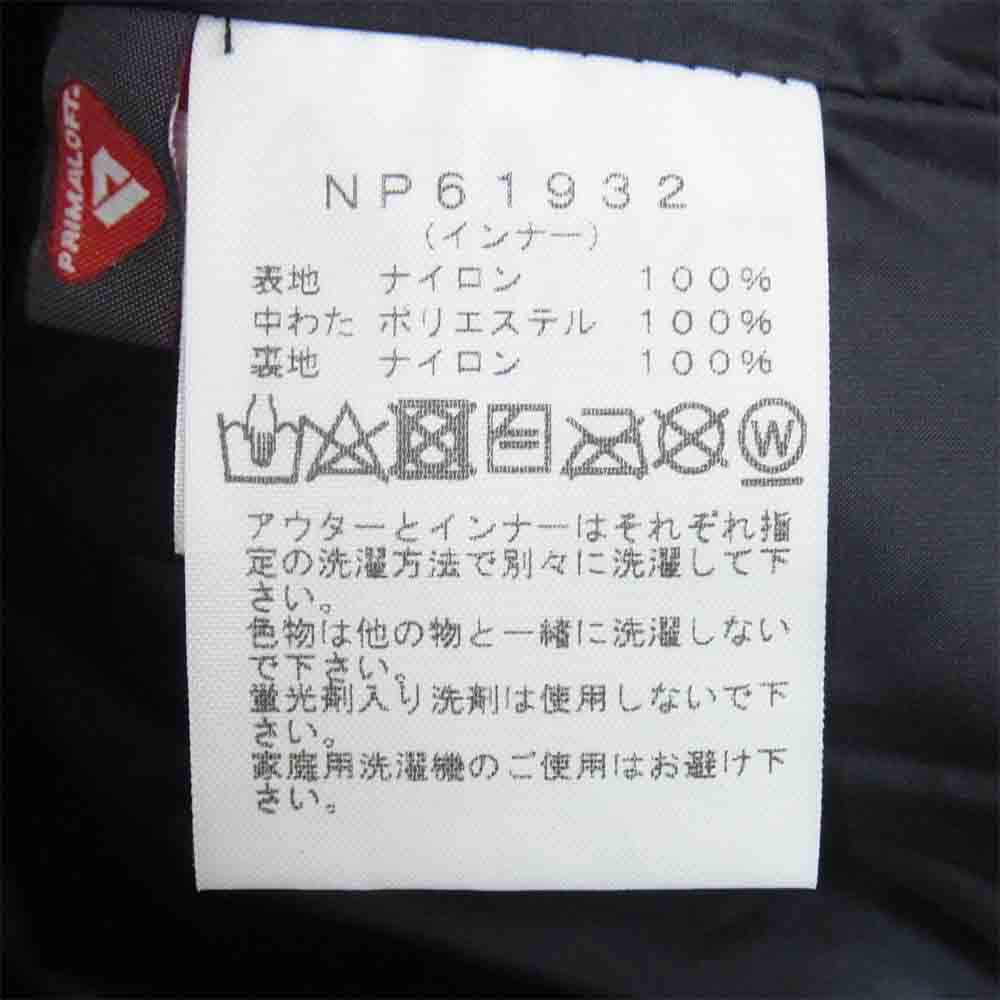 PRIMALOFT
NP61932
(インナー)
表地 ナイロン 100%
中わた ポリエステル 100%
裏地 ナイロン 100%
W
アウターとインナーはそれぞれ指
定の洗濯方法で別々に洗濯して下
さい。
色物は他の物と一緒に洗濯しない
で下さい。
蛍光剤入り洗剤は使用しないで下
さい。
家庭用洗濯機のご使用はお避け下
さい。